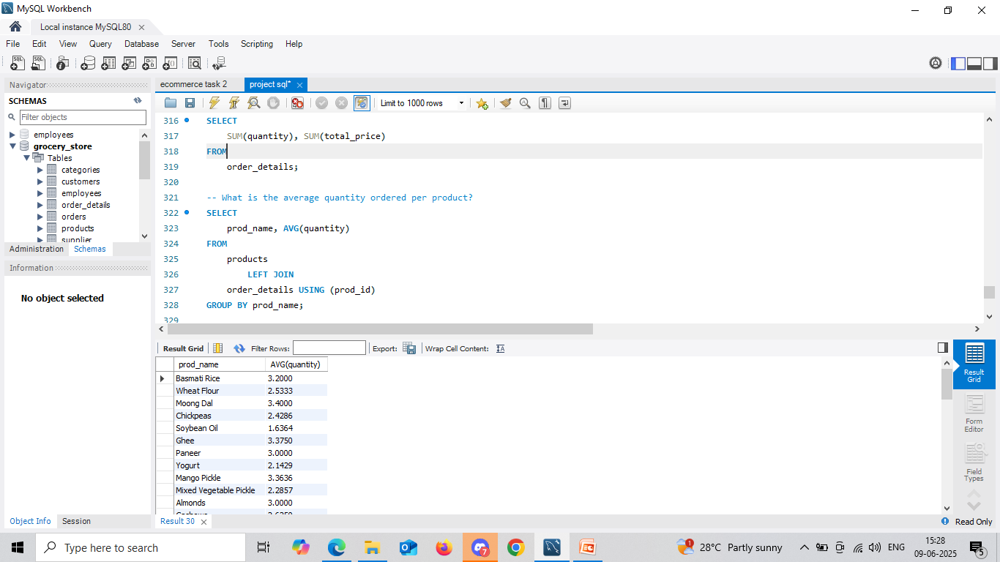 MySQL Workbench
Local instance MySQL80
File Edit View Query Database Server Tools Scripting Help
Navigator
SCHEMAS
Filter objects
employees
grocery_store
Tables
categories
customers
employees
order_details
orders
products
supplier
Administration Schemas
Information
No object selected
Object Info Session
ecommerce task 2 project sql*
Limit to 1000 rows
316 SELECT
317 SUM(quantity), SUM(total_price)
318 FROM
319 order_details;
320
321 -- What is the average quantity ordered per product?
322 SELECT
323 prod_name, AVG(quantity)
324 FROM
325 products
326 LEFT JOIN
327 order_details USING (prod_id)
328 GROUP BY prod_name;
329
Result Grid Filter Rows: Export: Wrap Cell Content:
prod_name AVG(quantity)
Basmati Rice 3.2000
Wheat Flour 2.5333
Moong Dal 3.4000
Chickpeas 2.4286
Soybean Oil 1.6364
Ghee 3.3750
Paneer 3.0000
Yogurt 2.1429
Mango Pickle 3.3636
Mixed Vegetable Pickle 2.2857
Almonds 3.0000
Result 30
Result Grid
Form Editor
Field Types
Read Only
Type here to search
1
7
28°C Partly sunny
ENG
15:28
09-06-2025
5